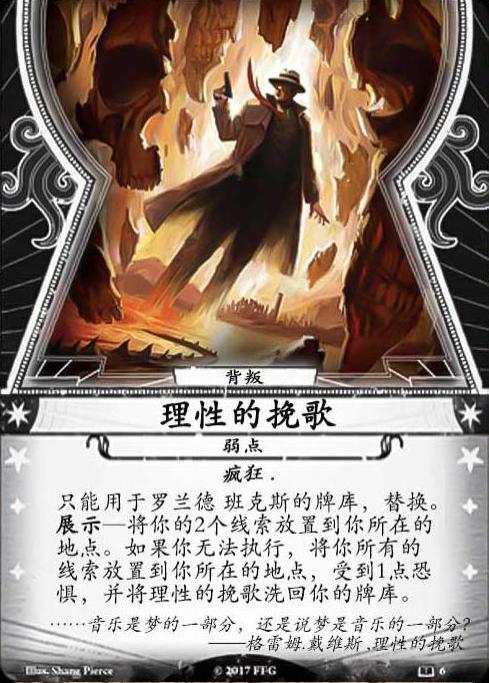 背叛
理性的挽歌
弱点
疯狂.
只能用于罗兰德 班克斯的牌库，替换。
展示—将你的2个线索放置到你所在的
地点。如果你无法执行，将你所有的
线索放置到你所在的地点，受到1点恐
惧，并将理性的挽歌洗回你的牌库。
……音乐是梦的一部分，还是说梦是音乐的一部分?
——格雷姆.戴维斯.理性的挽歌
Illus. Shang Pierce
© 2017 FFG
6